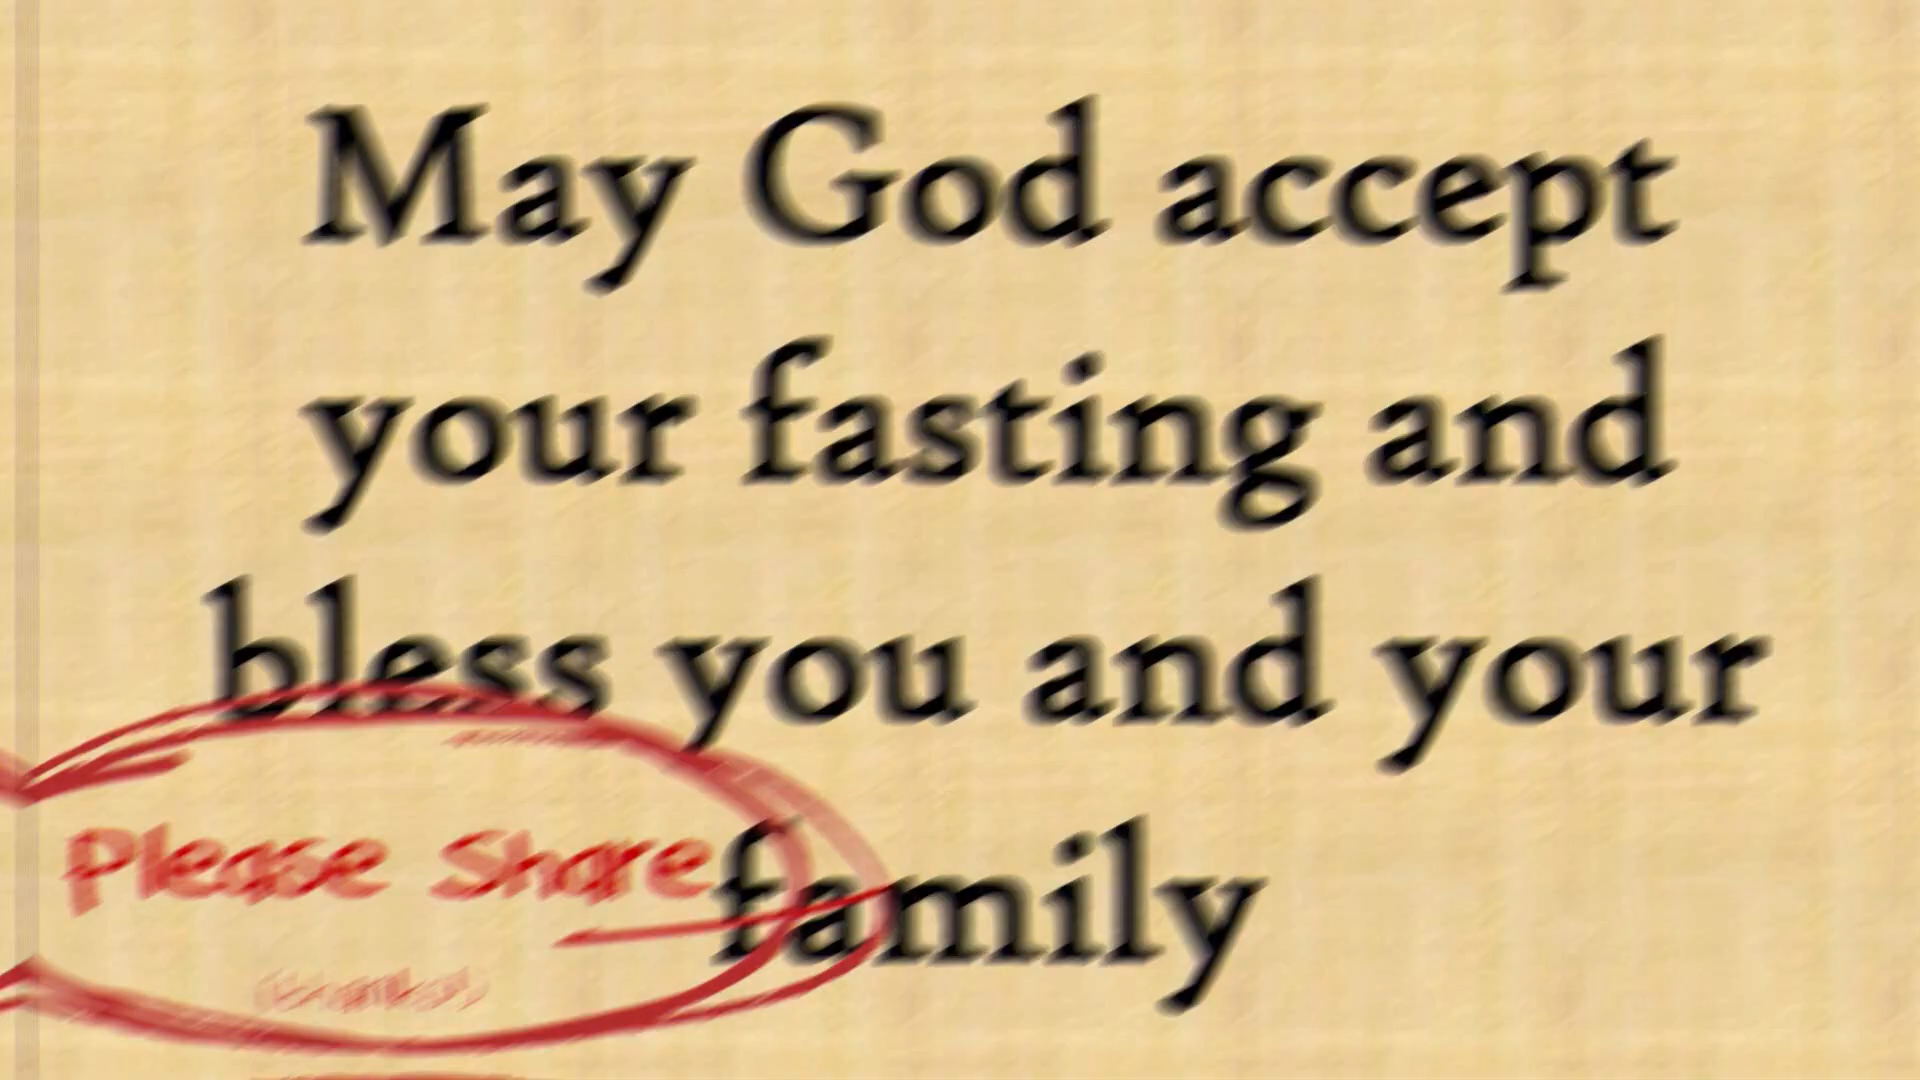 May God accept
your fasting and
bless you and your
family
Please Share